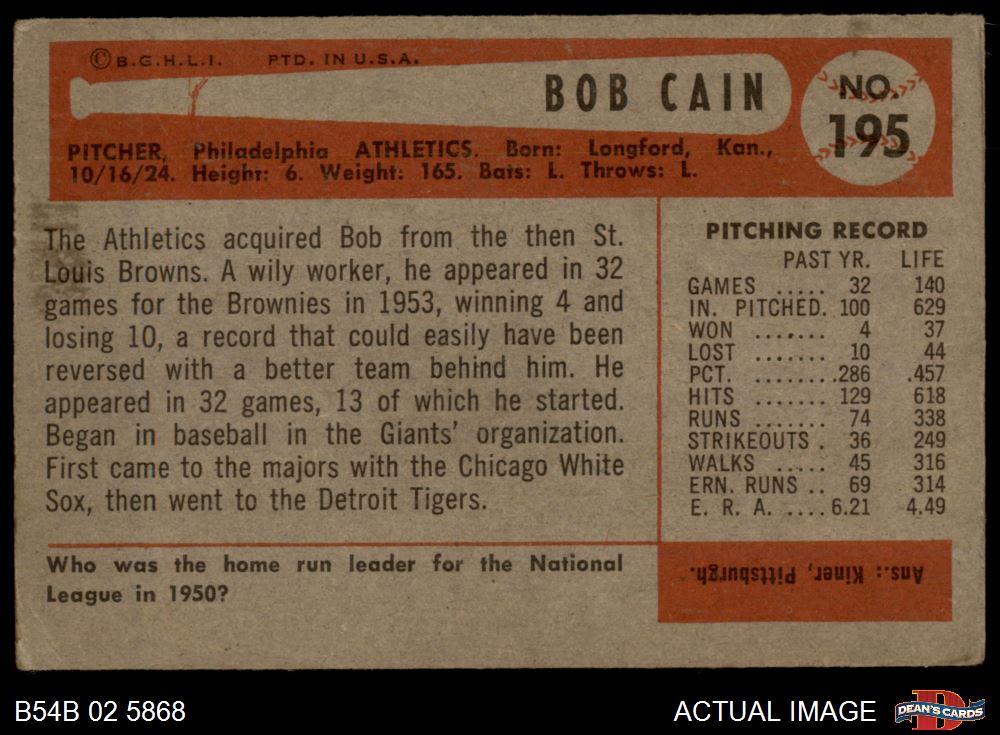 ©B.G.H.L.I. PTD. IN U.S.A.
BOB CAIN
NO.
195
PITCHER, Philadelphia ATHLETICS. Born: Longford, Kan.,
10/16/24. Height: 6. Weight: 165. Bats: L. Throws: L.
The Athletics acquired Bob from the then St.
Louis Browns. A wily worker, he appeared in 32
games for the Brownies in 1953, winning 4 and
losing 10, a record that could easily have been
reversed with a better team behind him. He
appeared in 32 games, 13 of which he started.
Began in baseball in the Giants' organization.
First came to the majors with the Chicago White
Sox, then went to the Detroit Tigers.
PITCHING RECORD
PAST YR. LIFE
GAMES ..... 32 140
IN. PITCHED. 100 629
WON ....... 4 37
LOST ....... 10 44
PCT. ........ .286 .457
HITS ....... 129 618
RUNS ....... 74 338
STRIKEOUTS . 36 249
WALKS ..... 45 316
ERN. RUNS .. 69 314
E. R. A. .... 6.21 4.49
Who was the home run leader for the National
League in 1950?
Ans.: Kiner, Pittsburgh.
B54B 02 5868
ACTUAL IMAGE
DEAN'S CARDS